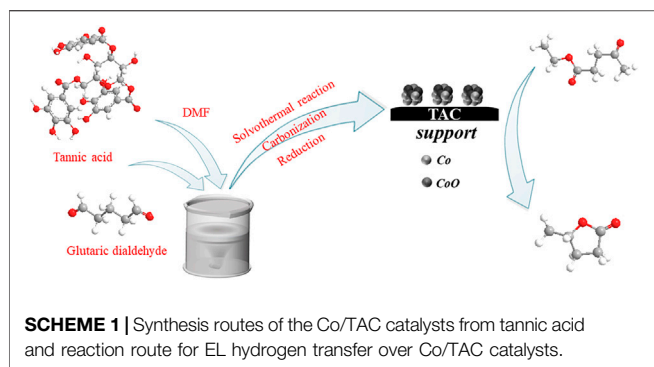 Tannic acid
DMF
Glutaric dialdehyde
Solvothermal reaction
Carbonization
Reduction
TAC
support
Co
CoO
SCHEME 1 | Synthesis routes of the Co/TAC catalysts from tannic acid
and reaction route for EL hydrogen transfer over Co/TAC catalysts.